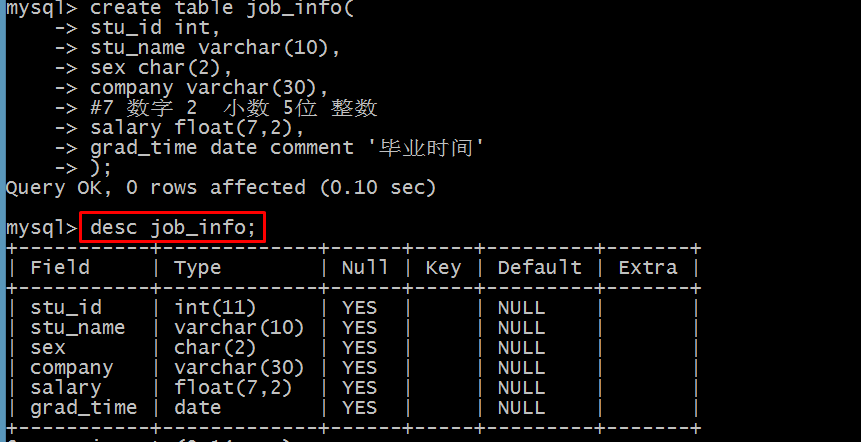 mysql> create table job_info(
    -> stu_id int,
    -> stu_name varchar(10),
    -> sex char(2),
    -> company varchar(30),
    -> #7 数字 2  小数 5位 整数
    -> salary float(7,2),
    -> grad_time date comment '毕业时间'
    -> );
Query OK, 0 rows affected (0.10 sec)
mysql> desc job_info;
+-----------+-------------+------+-----+---------+-------+
| Field     | Type        | Null | Key | Default | Extra |
+-----------+-------------+------+-----+---------+-------+
| stu_id    | int(11)     | YES  |     | NULL    |       |
| stu_name  | varchar(10) | YES  |     | NULL    |       |
| sex       | char(2)     | YES  |     | NULL    |       |
| company   | varchar(30) | YES  |     | NULL    |       |
| salary    | float(7,2)  | YES  |     | NULL    |       |
| grad_time | date        | YES  |     | NULL    |       |
+-----------+-------------+------+-----+---------+-------+